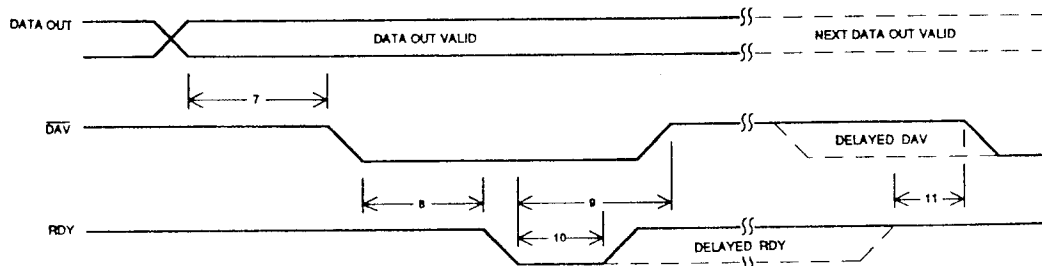 DATA OUT
DATA OUT VALID
NEXT DATA OUT VALID
7
DAV
DELAYED DAV
8
9
11
RDY
10
DELAYED RDY